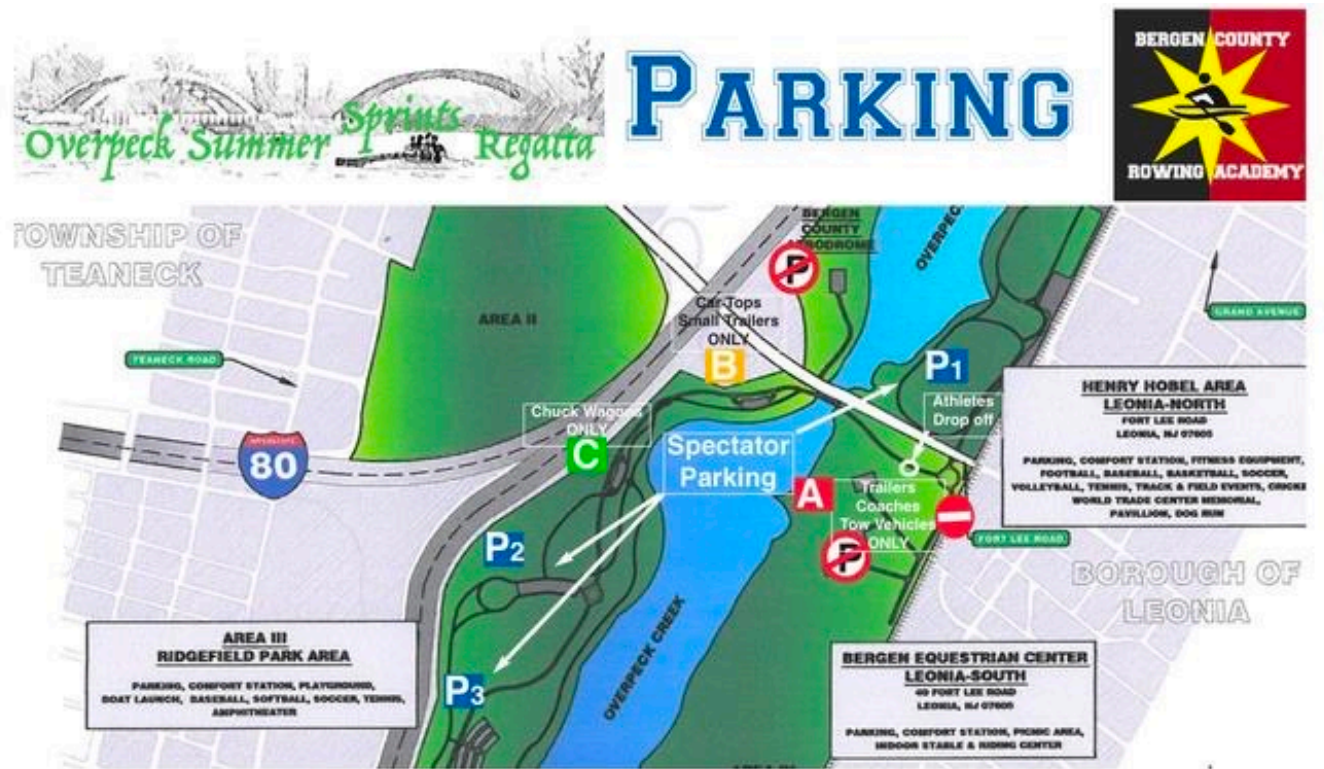 Overpeck Summer Sprints Regatta
PARKING
BERGEN COUNTY
ROWING ACADEMY
TOWNSHIP OF
TEANECK
BERGEN
COUNTY
OVERPEC
AREA II
P
Car-Tops
Small Trailers
ONLY
B
GRAND AVENUE
TEANECK ROAD
P1
Athletes
Drop off
HENRY HOBEL AREA
LEONIA-NORTH
FORT LEE ROAD
LEONIA, NJ 07605
PARKING, COMFORT STATION, FITNESS EQUIPMENT,
FOOTBALL, BASEBALL, BASKETBALL, SOCCER,
VOLLEYBALL, TENNIS, TRACK & FIELD EVENTS, CRICKE
WORLD TRADE CENTER MEMORIAL,
PAVILLION, DOG RUN
Chuck Wagons
ONLY
C
INTERSTATE
80
Spectator
Parking
A
Trailers
Coaches
Tow Vehicles
ONLY
P
FORT LEE ROAD
P2
BOROUGH OF
LEONIA
OVERPECK CREEK
AREA III
RIDGEFIELD PARK AREA
PARKING, COMFORT STATION, PLAYGROUND,
BOAT LAUNCH, BASEBALL, SOFTBALL, SOCCER, TENNIS,
AMPHITHEATER
P3
BERGEN EQUESTRIAN CENTER
LEONIA-SOUTH
40 FORT LEE ROAD
LEONIA, NJ 07605
PARKING, COMFORT STATION, PICNIC AREA,
INDOOR STABLE & RIDING CENTER